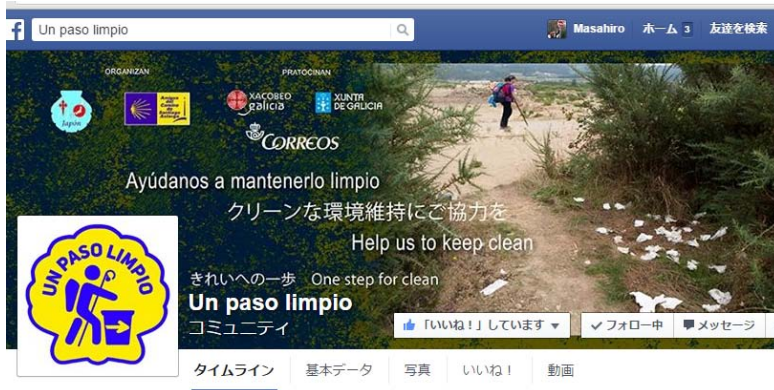 Un paso limpio
Masahiro ホーム 3 友達を検索
ORGANIZAN
PRATOCINAN
Japón
XACOBEO galicia
XUNTA DE GALICIA
CORREOS
Ayúdanos a mantenerlo limpio
クリーンな環境維持にご協力を
Help us to keep clean
UN PASO LIMPIO
きれいへの一歩 One step for clean
Un paso limpio
コミュニティ
「いいね！」しています
フォロー中
メッセージ
タイムライン 基本データ 写真 いいね！ 動画